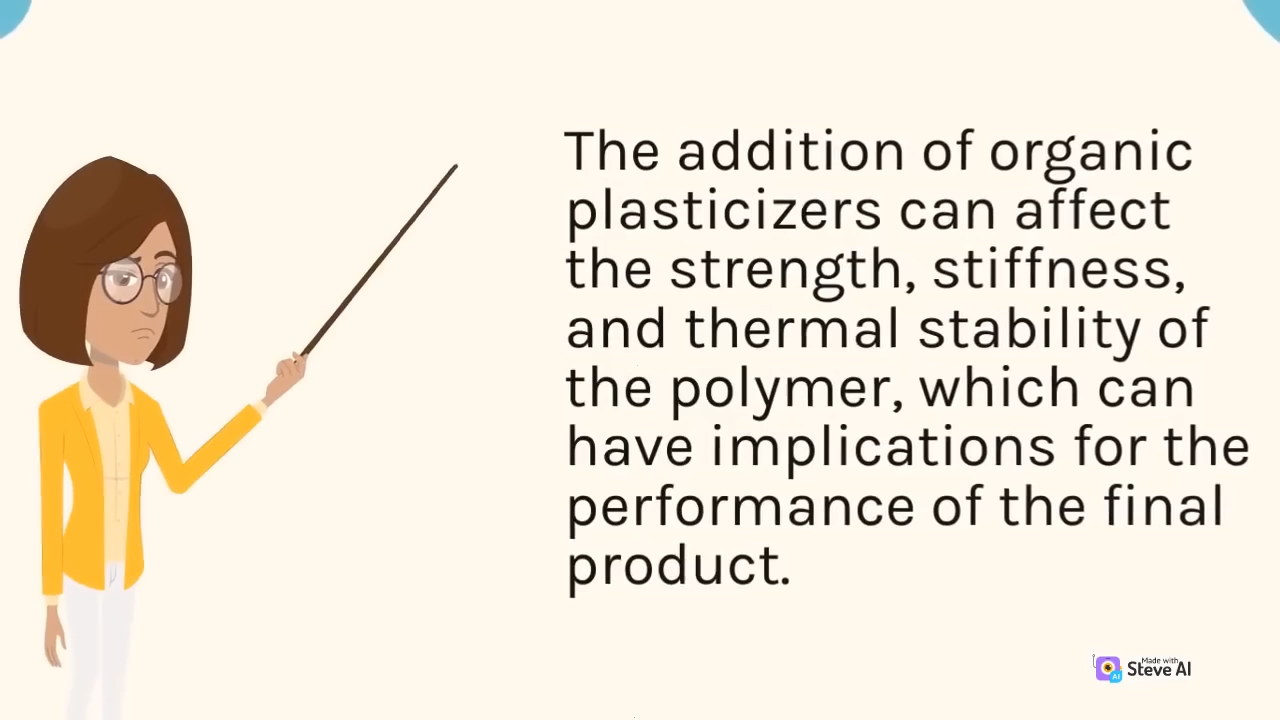 The addition of organic
plasticizers can affect
the strength, stiffness,
and thermal stability of
the polymer, which can
have implications for the
performance of the final
product.
Made with
Steve AI
AI